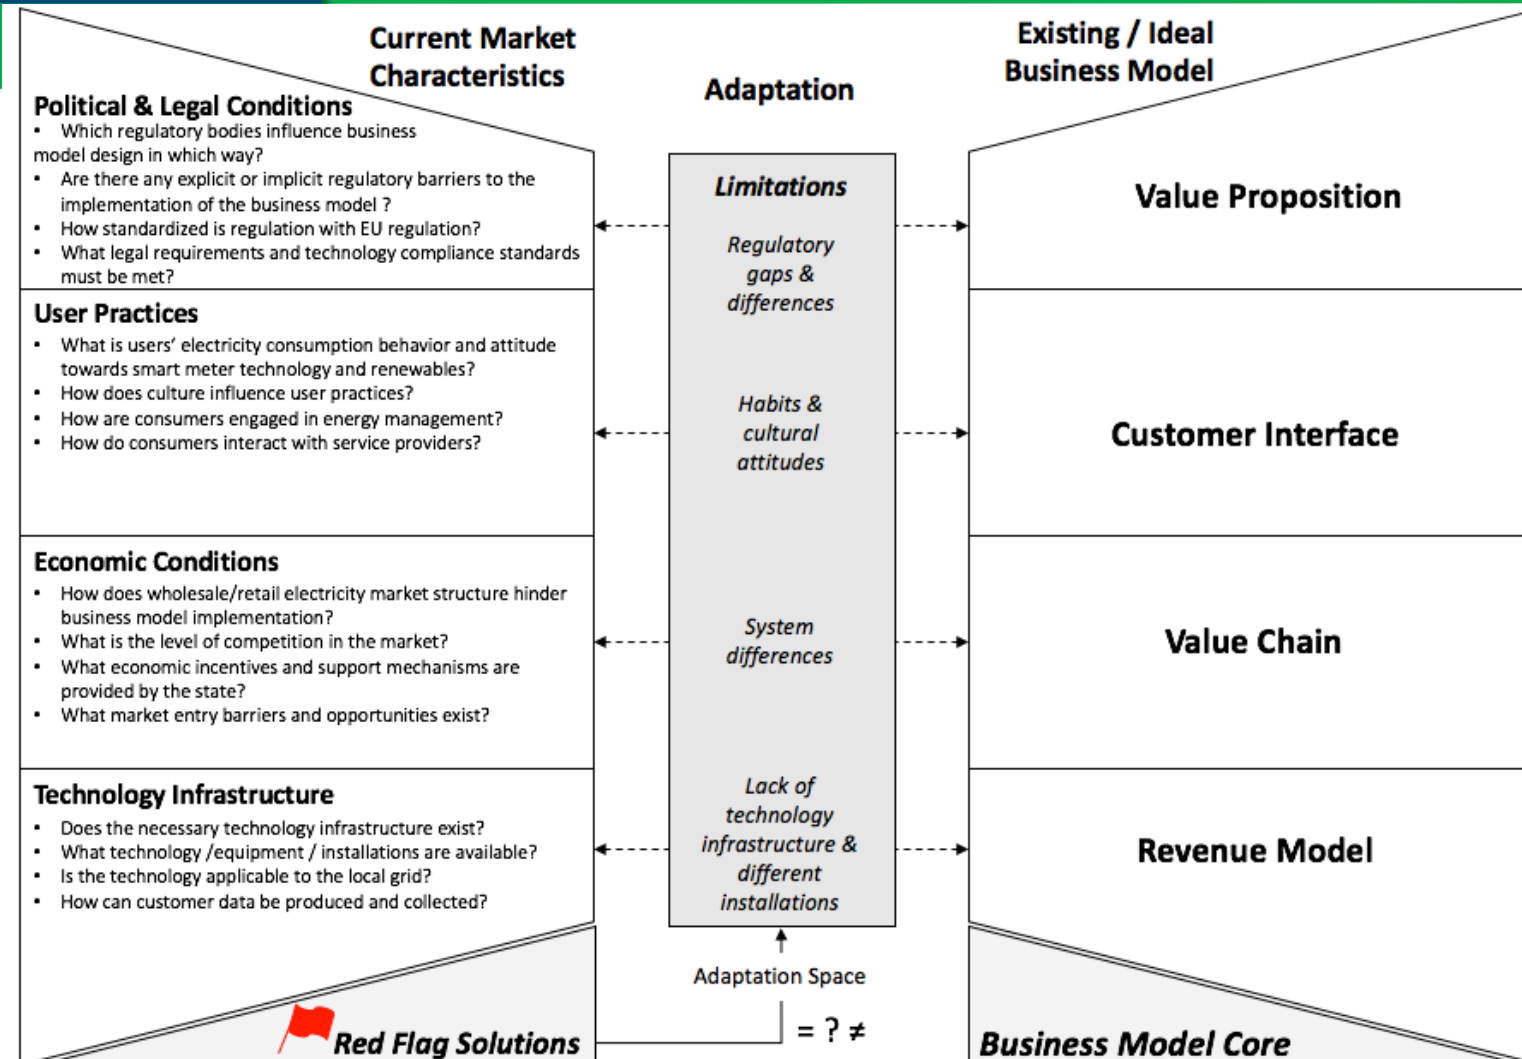 Current Market
Characteristics
Political & Legal Conditions
• Which regulatory bodies influence business
model design in which way?
• Are there any explicit or implicit regulatory barriers to the
implementation of the business model ?
• How standardized is regulation with EU regulation?
• What legal requirements and technology compliance standards
must be met?
User Practices
• What is users’ electricity consumption behavior and attitude
towards smart meter technology and renewables?
• How does culture influence user practices?
• How are consumers engaged in energy management?
• How do consumers interact with service providers?
Economic Conditions
• How does wholesale/retail electricity market structure hinder
business model implementation?
• What is the level of competition in the market?
• What economic incentives and support mechanisms are
provided by the state?
• What market entry barriers and opportunities exist?
Technology Infrastructure
• Does the necessary technology infrastructure exist?
• What technology /equipment / installations are available?
• Is the technology applicable to the local grid?
• How can customer data be produced and collected?
Red Flag Solutions
Adaptation
Limitations
Regulatory
gaps &
differences
Habits &
cultural
attitudes
System
differences
Lack of
technology
infrastructure &
different
installations
Adaptation Space
= ? ≠
Existing / Ideal
Business Model
Value Proposition
Customer Interface
Value Chain
Revenue Model
Business Model Core